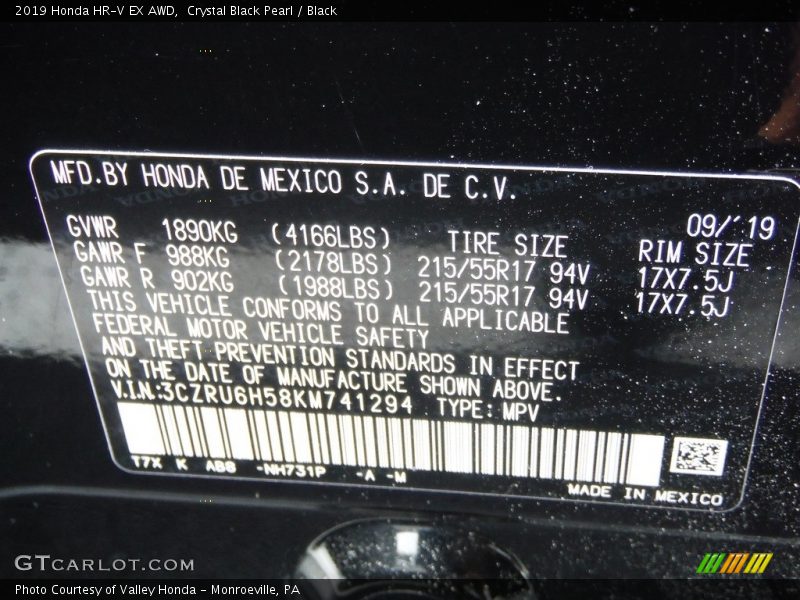 2019 Honda HR-V EX AWD,  Crystal Black Pearl / Black
MFD.BY HONDA DE MEXICO S.A. DE C.V.
09/'19
GVWR 1890KG (4166LBS) TIRE SIZE RIM SIZE
GAWR F 988KG (2178LBS) 215/55R17 94V 17X7.5J
GAWR R 902KG (1988LBS) 215/55R17 94V 17X7.5J
THIS VEHICLE CONFORMS TO ALL APPLICABLE
FEDERAL MOTOR VEHICLE SAFETY
AND THEFT PREVENTION STANDARDS IN EFFECT
ON THE DATE OF MANUFACTURE SHOWN ABOVE.
V.I.N:3CZRU6H58KM741294 TYPE: MPV
T7X K AB6 -NH731P -A -M
MADE IN MEXICO
GTCARLOT.COM
Photo Courtesy of Valley Honda - Monroeville, PA